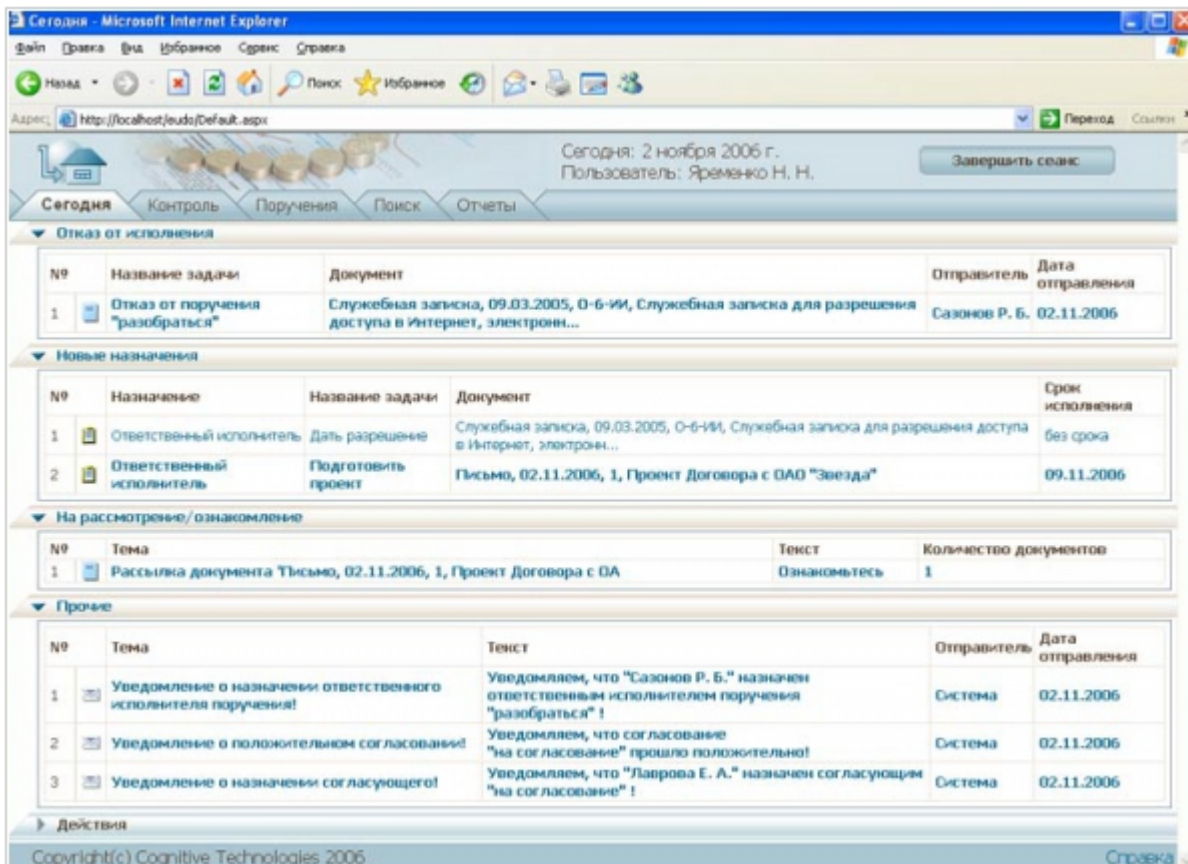 Сегодня - Microsoft Internet Explorer
Файл Правка Вид Избранное Сервис Справка
Назад Поиск Избранное
Адрес: http://localhost/eudo/Default.aspx Переход Ссылки
Сегодня: 2 ноября 2006 г.
Пользователь: Яременко Н. Н.
Завершить сеанс
Сегодня Контроль Поручения Поиск Отчеты
Отказ от исполнения
№ Название задачи Документ Отправитель Дата отправления
1 Отказ от поручения "разобраться" Служебная записка, 09.03.2005, О-6-ИИ, Служебная записка для разрешения доступа в Интернет, электронн... Сазонов Р. Б. 02.11.2006
Новые назначения
№ Назначение Название задачи Документ Срок исполнения
1 Ответственный исполнитель Дать разрешение Служебная записка, 09.03.2005, О-6-ИИ, Служебная записка для разрешения доступа в Интернет, электронн... без срока
2 Ответственный исполнитель Подготовить проект Письмо, 02.11.2006, 1, Проект Договора с ОАО "Звезда" 09.11.2006
На рассмотрение/ознакомление
№ Тема Текст Количество документов
1 Рассылка документа 'Письмо, 02.11.2006, 1, Проект Договора с ОА Ознакомьтесь 1
Прочие
№ Тема Текст Отправитель Дата отправления
1 Уведомление о назначении ответственного исполнителя поручения! Уведомляем, что "Сазонов Р. Б." назначен ответственным исполнителем поручения "разобраться" ! Система 02.11.2006
2 Уведомление о положительном согласовании! Уведомляем, что согласование "на согласование" прошло положительно! Система 02.11.2006
3 Уведомление о назначении согласующего! Уведомляем, что "Лаврова Е. А." назначен согласующим "на согласование" ! Система 02.11.2006
Действия
Copyright(c) Cognitive Technologies 2006 Справка